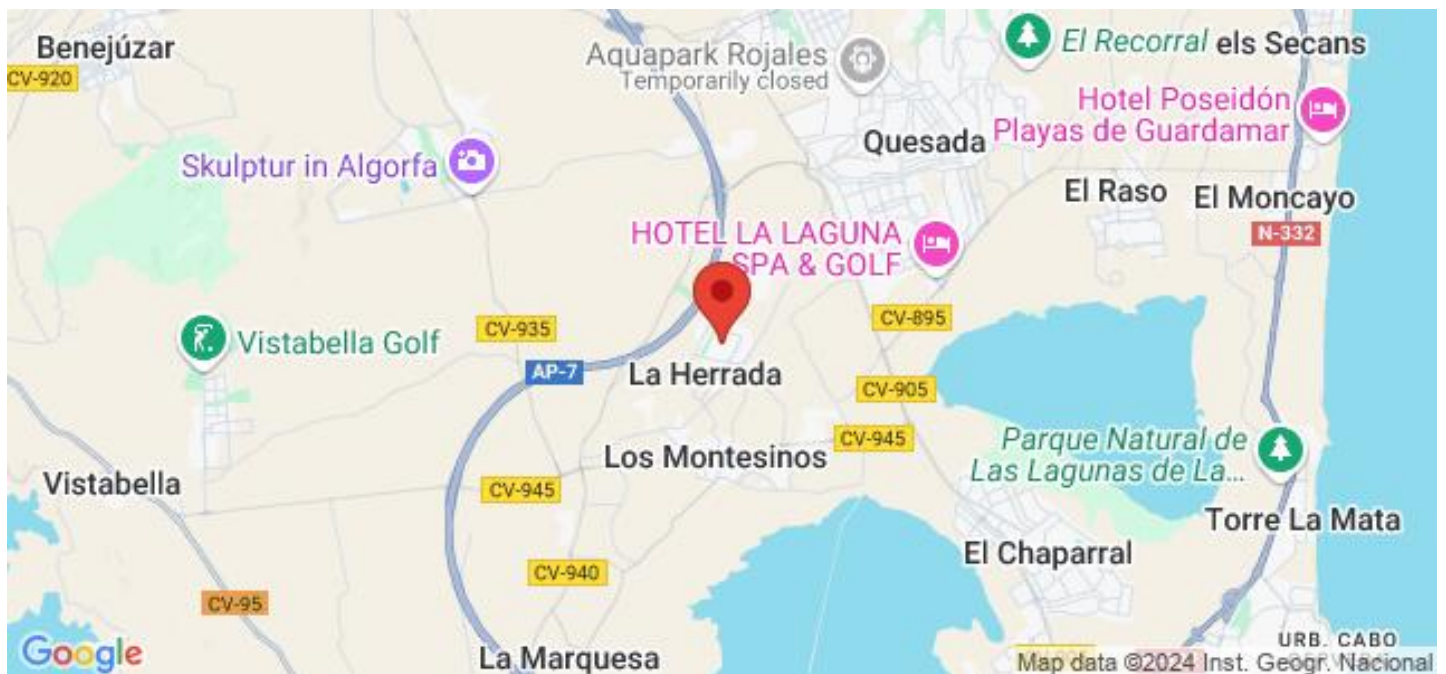 Benejúzar
CV-920
Aquapark Rojales
Temporarily closed
El Recorral
els Secans
Hotel Poseidón
Playas de Guardamar
Quesada
Skulptur in Algorfa
El Raso
El Moncayo
N-332
HOTEL LA LAGUNA
SPA & GOLF
CV-895
CV-935
Vistabella Golf
AP-7
La Herrada
CV-905
CV-945
Parque Natural de
Las Lagunas de La...
Los Montesinos
Vistabella
CV-945
Torre La Mata
El Chaparral
CV-940
CV-95
URB. CABO
Google
La Marquesa
Map data ©2024 Inst. Geogr. Nacional